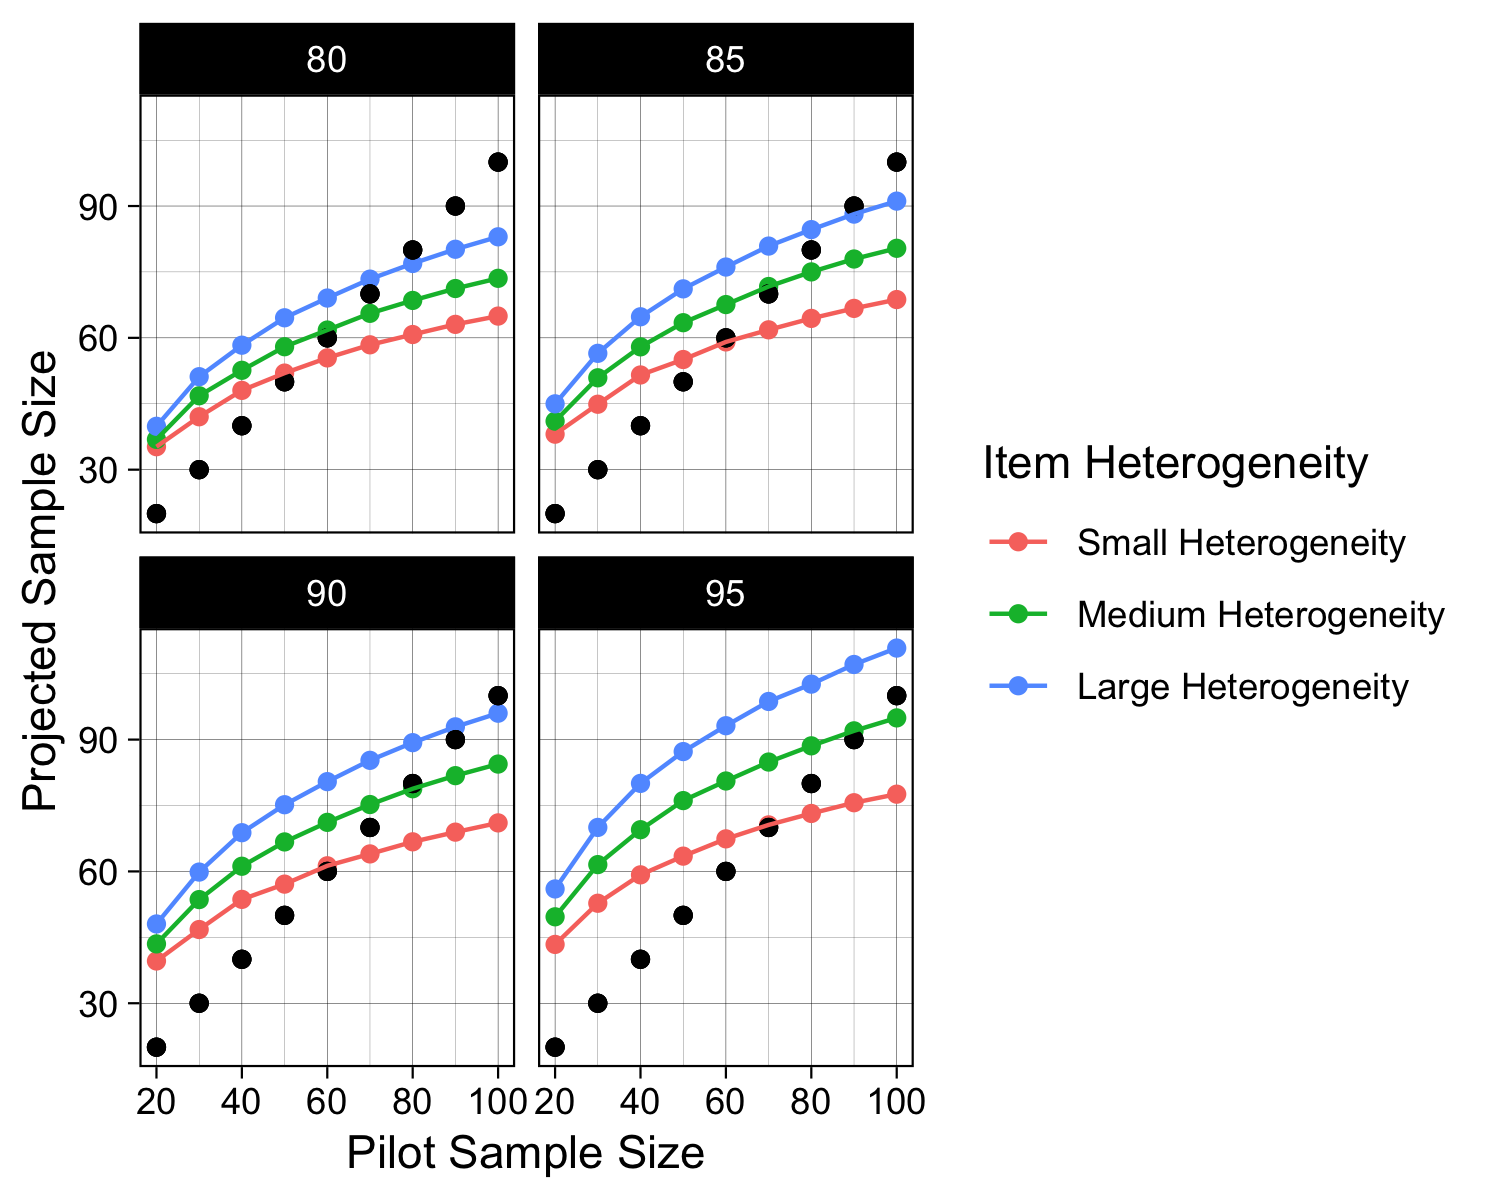 80
85
90
60
30
90
95
90
60
30
20 40 60 80 100 20 40 60 80 100
Pilot Sample Size
Projected Sample Size
Item Heterogeneity
Small Heterogeneity
Medium Heterogeneity
Large Heterogeneity